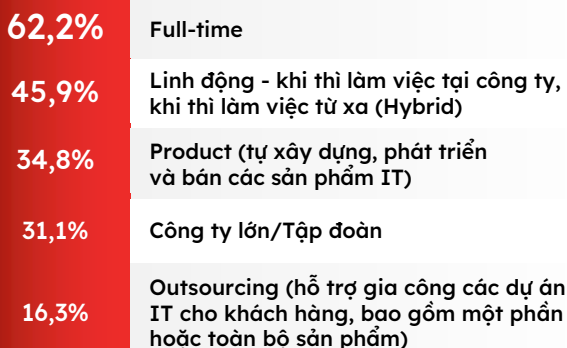 62,2% Full-time
45,9% Linh động - khi thì làm việc tại công ty,
khi thì làm việc từ xa (Hybrid)
34,8% Product (tự xây dựng, phát triển
và bán các sản phẩm IT)
31,1% Công ty lớn/Tập đoàn
16,3% Outsourcing (hỗ trợ gia công các dự án
IT cho khách hàng, bao gồm một phần
hoặc toàn bộ sản phẩm)